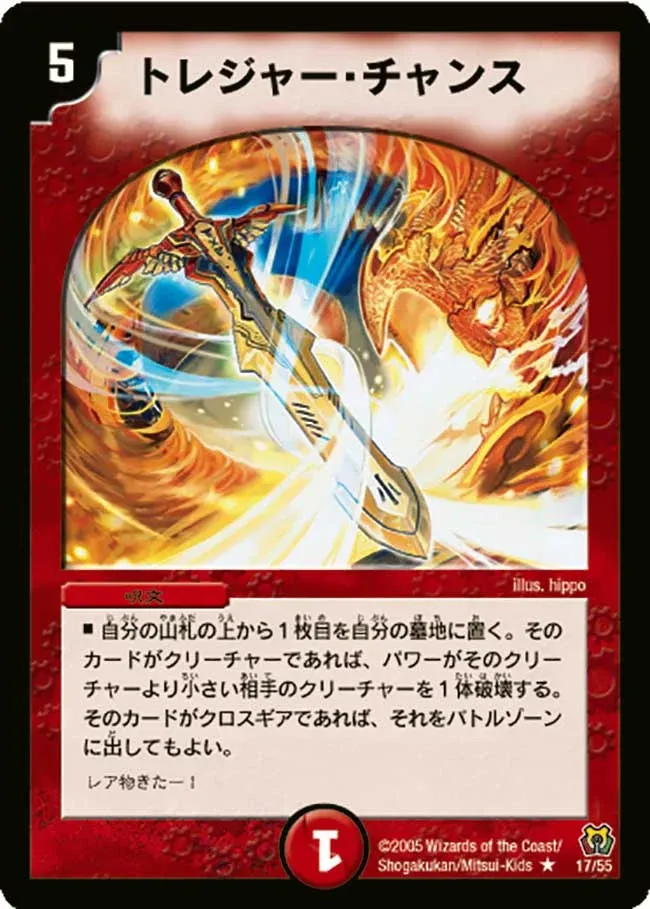 5
トレジャー・チャンス
illus. hippo
呪文
■ 自分の山札の上から1枚目を自分の墓地に置く。その
カードがクリーチャーであれば、パワーがそのクリー
チャーより小さい相手のクリーチャーを1体破壊する。
そのカードがクロスギアであれば、それをバトルゾーン
に出してもよい。
レア物きたー!
1
©2005 Wizards of the Coast/
Shogakukan/Mitsui-Kids ★ 17/55